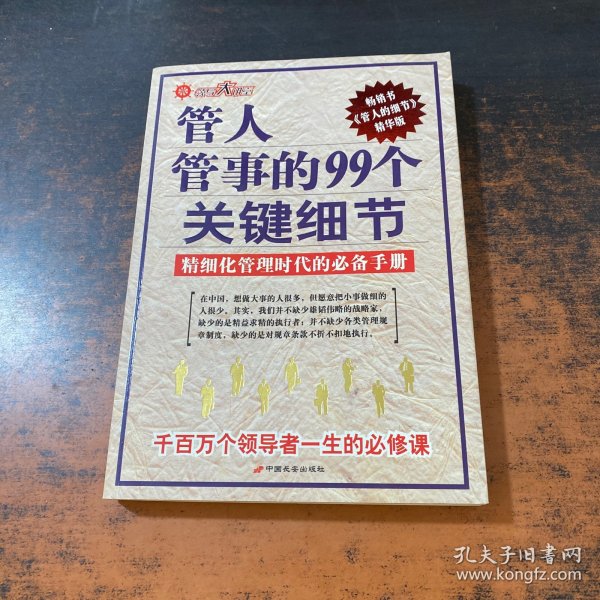 领导大讲堂
畅销书
《管人的细节》
精华版
管人
管事的99个
关键细节
精细化管理时代的必备手册
在中国，想做大事的人很多，但愿意把小事做细的
人很少。其实，我们并不缺少雄韬伟略的战略家，
缺少的是精益求精的执行者；并不缺少各类管理规
章制度，缺少的是对规章条款不折不扣地执行。
千百万个领导者一生的必修课
中国长安出版社
孔夫子旧书网
www.kongfz.com